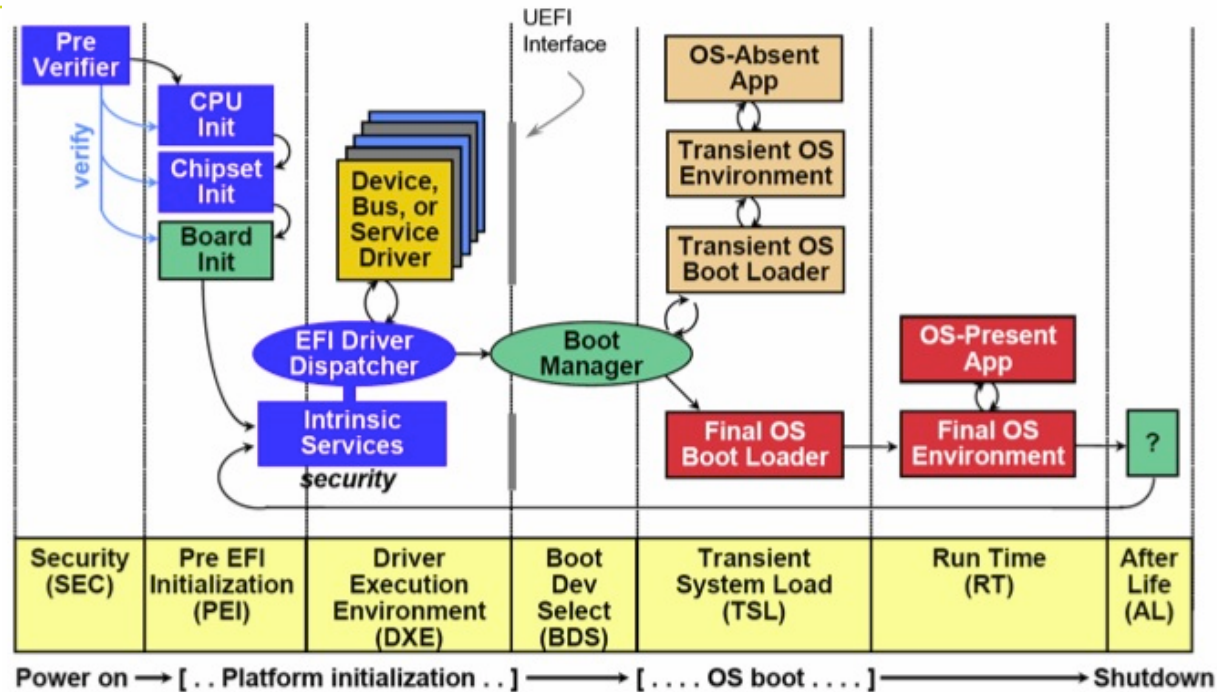 UEFI
Interface
Pre
Verifier
verify
CPU
Init
Chipset
Init
Board
Init
Device,
Bus, or
Service
Driver
EFI Driver
Dispatcher
Intrinsic
Services
security
Boot
Manager
OS-Absent
App
Transient OS
Environment
Transient OS
Boot Loader
Final OS
Boot Loader
OS-Present
App
Final OS
Environment
?
Security
(SEC)
Pre EFI
Initialization
(PEI)
Driver
Execution
Environment
(DXE)
Boot
Dev
Select
(BDS)
Transient
System Load
(TSL)
Run Time
(RT)
After
Life
(AL)
Power on [ . . Platform initialization . . ] [ . . . . OS boot . . . . ] Shutdown